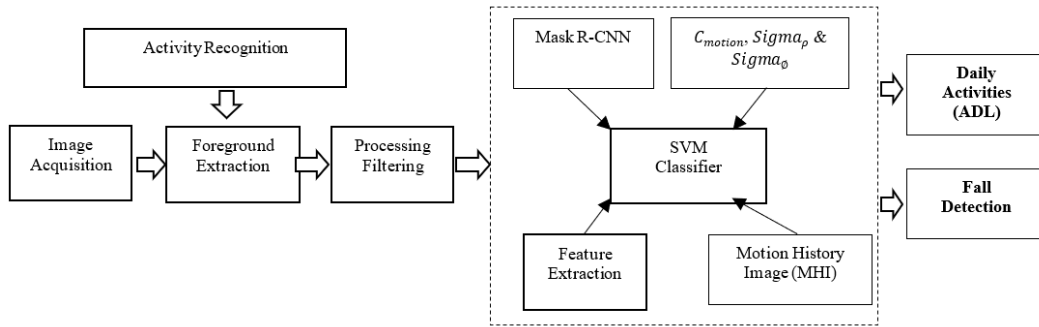 Activity Recognition
Image
Acquisition
Foreground
Extraction
Processing
Filtering
Mask R-CNN
C_motion, Sigma_ρ &
Sigma_∅
SVM
Classifier
Feature
Extraction
Motion History
Image (MHI)
Daily
Activities
(ADL)
Fall
Detection